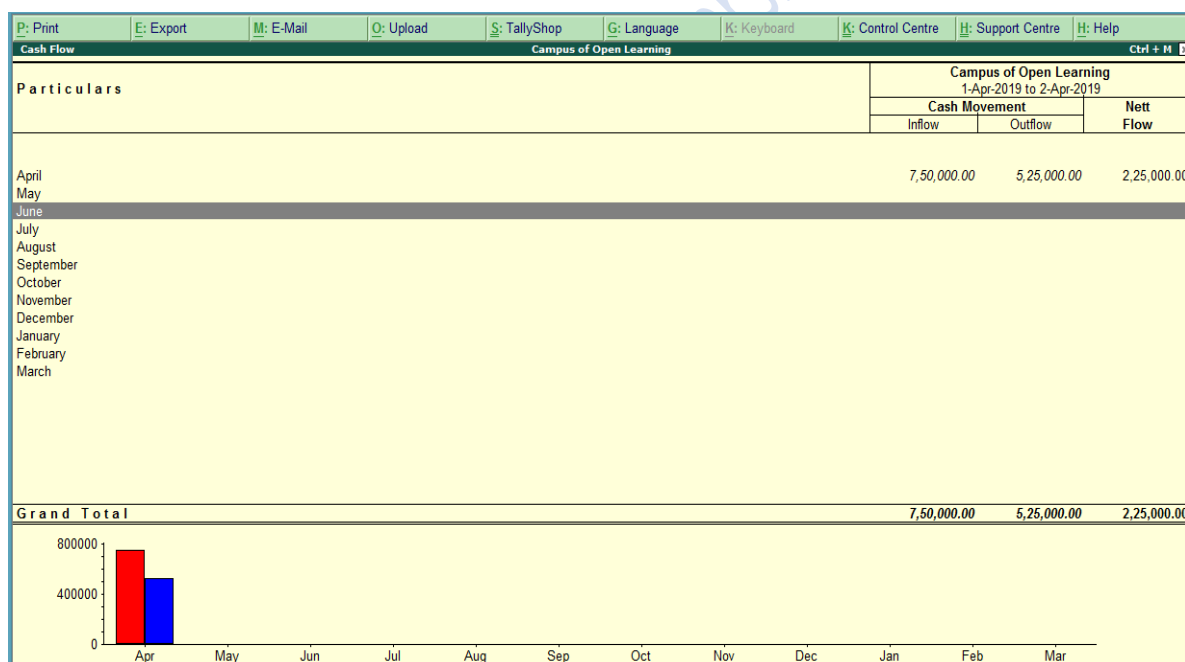 P: Print E: Export M: E-Mail O: Upload S: TallyShop G: Language K: Keyboard K: Control Centre H: Support Centre H: Help
Cash Flow Campus of Open Learning Ctrl + M
Particulars
Campus of Open Learning
1-Apr-2019 to 2-Apr-2019
Cash Movement Nett
Inflow Outflow Flow
April 7,50,000.00 5,25,000.00 2,25,000.00
May
June
July
August
September
October
November
December
January
February
March
Grand Total 7,50,000.00 5,25,000.00 2,25,000.00
800000
400000
0
Apr May Jun Jul Aug Sep Oct Nov Dec Jan Feb Mar